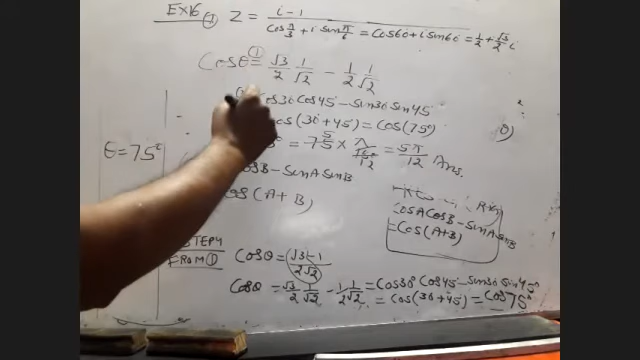 EX16 ① Z = i-1 / Cos π/3 + i Sin π/6 = Cos60+iSin60 = 1/2 + √3/2 i
Cosθ ①= √3/2 1/√2 - 1/2 1/√2
Cos30 Cos45 - Sin30 Sin45
Cos(30+45) = Cos(75°)
θ = 75° = 75 × π/180 = 5π/12 Ans.
CosB - SinA SinB
Cos(A+B)
(Rxn)
CosA CosB - SinA SinB
= Cos(A+B)
STEP4
FROM ① Cosθ = (√3-1)/2√2
Cosθ = √3/2 1/√2 - 1/2 1/√2 = Cos30° Cos45° - Sin30 Sin45°
= Cos(30+45) = Cos75°